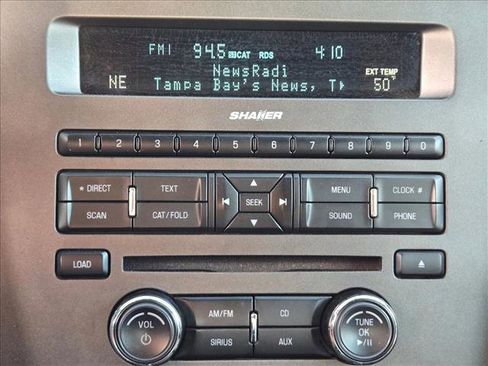 FM1 94.5 CAT RDS 4:10
NewsRadi
EXT TEMP
NE Tampa Bay's News, T 50°F
SHAKER
1 2 3 4 5 6 7 8 9 0
* DIRECT TEXT MENU CLOCK #
SEEK
SCAN CAT/FOLD SOUND PHONE
LOAD
AM/FM CD
VOL TUNE
OK
SIRIUS AUX